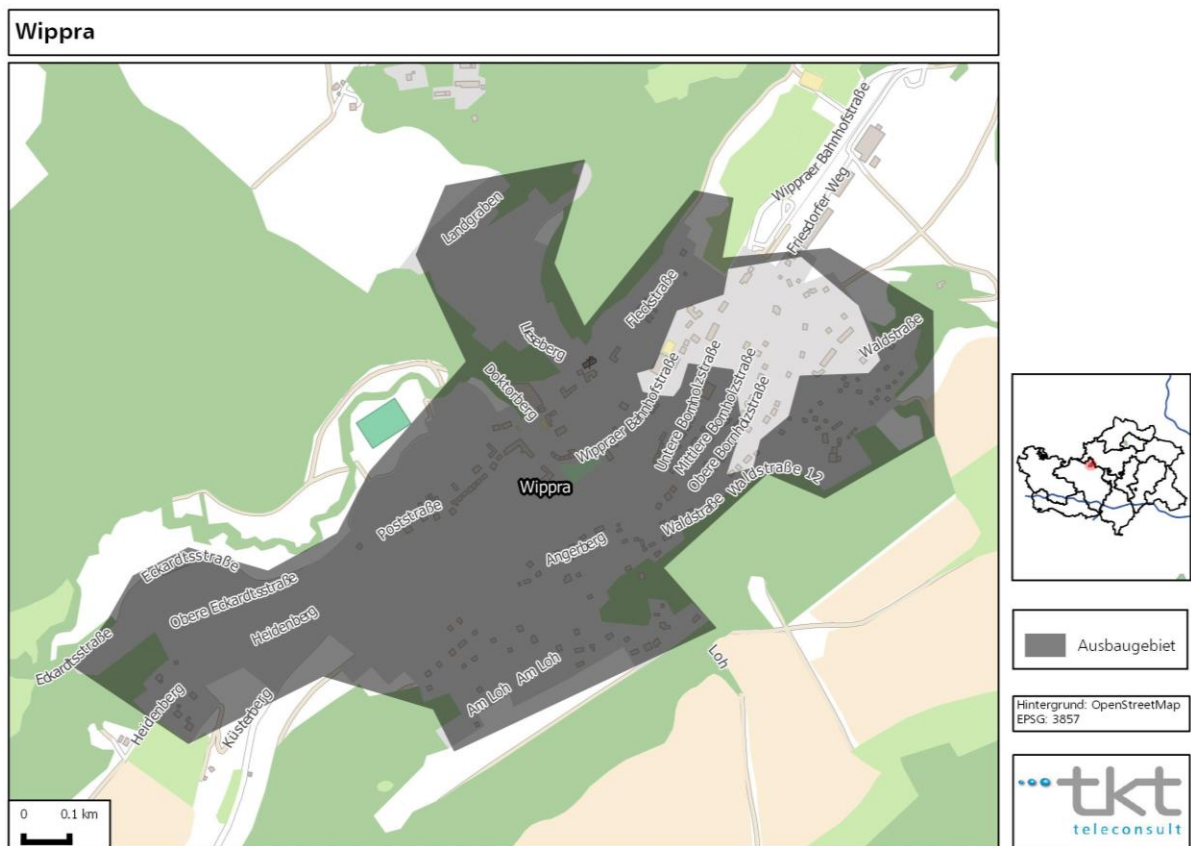 Wippra
Wippraer Bahnhofstraße
Friesdorfer Weg
Landgraben
Fleckstraße
Liseberg
Waldstraße
Doktorberg
Wippraer Bahnhofstraße
Untere Bornholzstraße
Mittlere Bornholzstraße
Obere Bornholzstraße
Waldstraße 12
Wippra
Poststraße
Waldstraße
Angerberg
Eckardtsstraße
Obere Eckardtsstraße
Heidenberg
Eckardtsstraße
Loh
Am Loh
Am Loh
Heidenberg
Küsterberg
0 0.1 km
Ausbaugebiet
Hintergrund: OpenStreetMap
EPSG: 3857
tkt
teleconsult